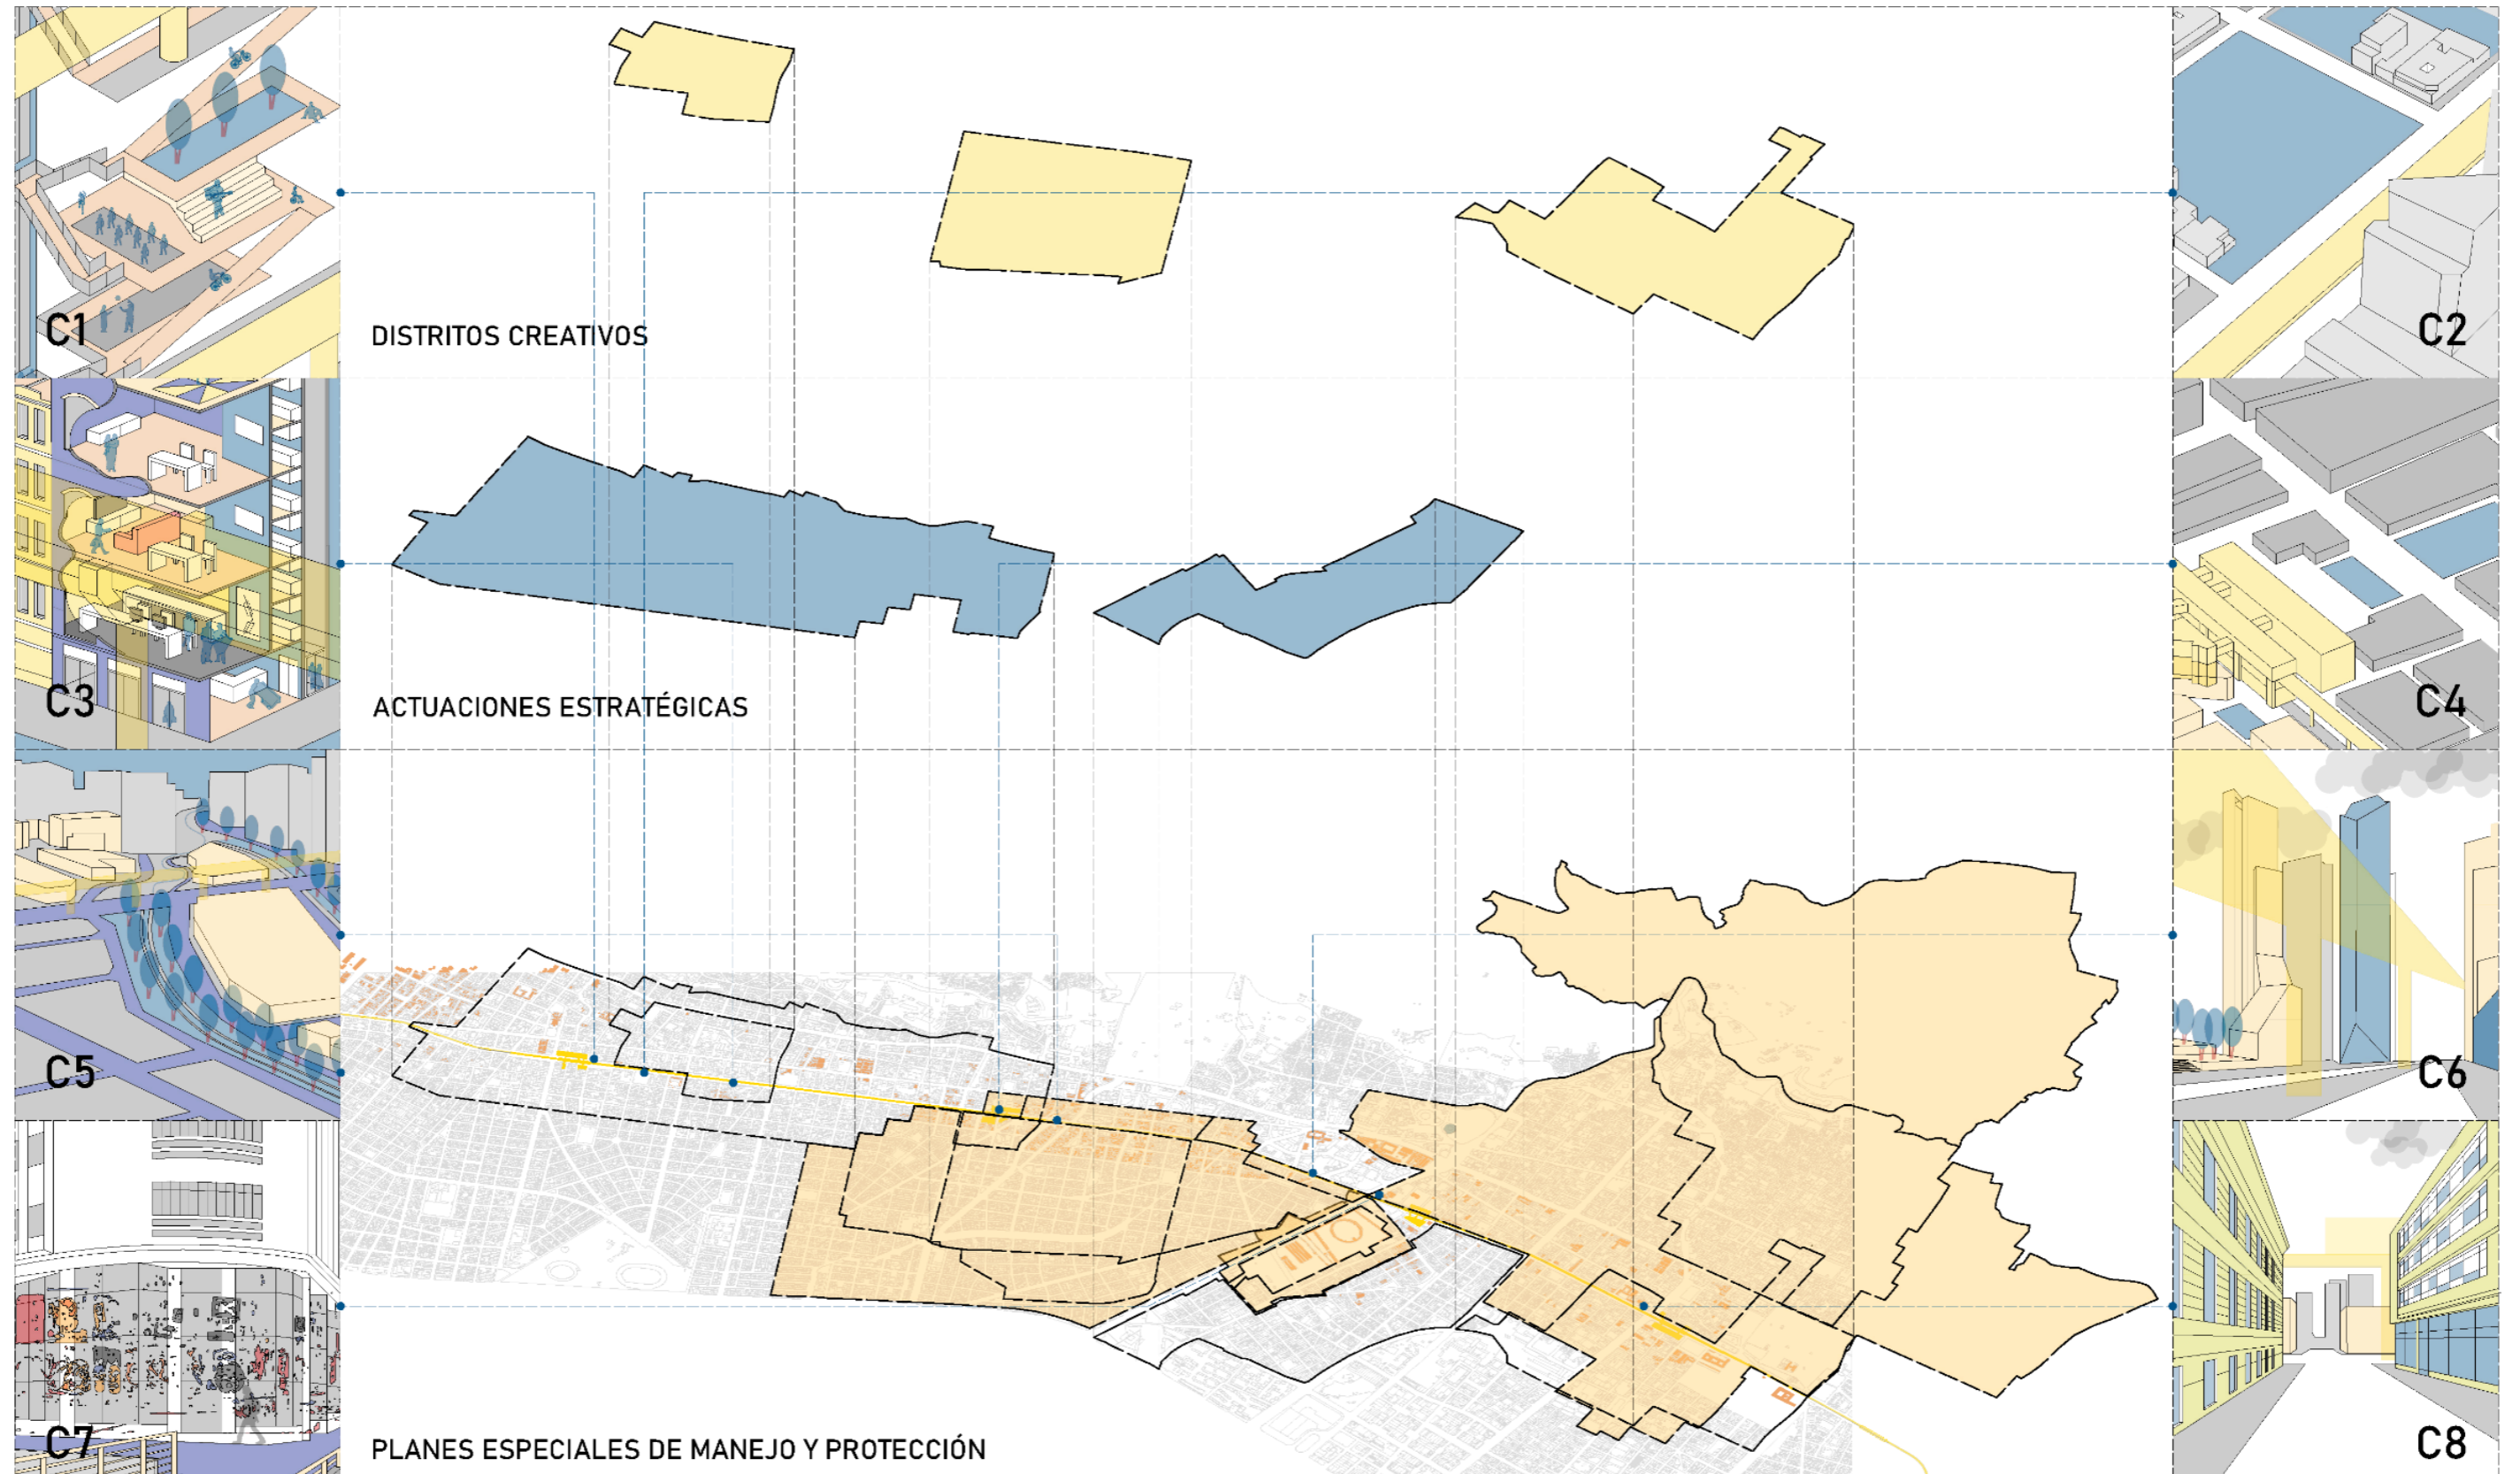 C1
DISTRITOS CREATIVOS
C2
C3
ACTUACIONES ESTRATÉGICAS
C4
C5
C6
C7
PLANES ESPECIALES DE MANEJO Y PROTECCIÓN
C8